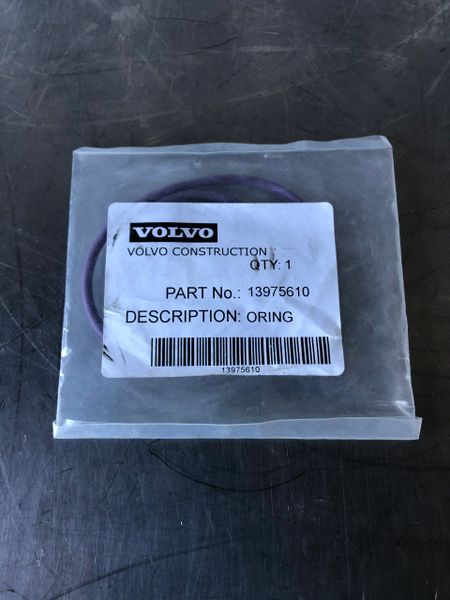 VOLVO
VOLVO CONSTRUCTION
QTY: 1
PART No.: 13975610
DESCRIPTION: ORING
13975610